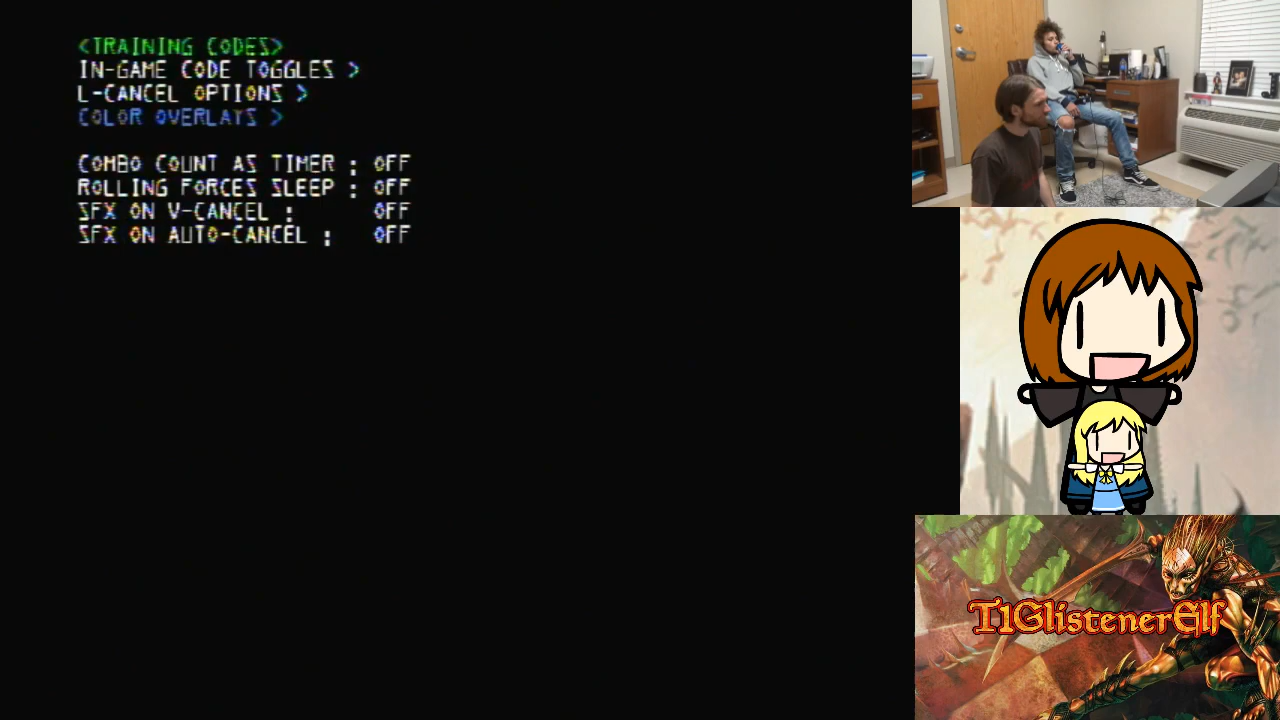 <TRAINING CODES>
IN-GAME CODE TOGGLES >
L-CANCEL OPTIONS >
COLOR OVERLAYS >
COMBO COUNT AS TIMER : OFF
ROLLING FORCES SLEEP : OFF
SFX ON V-CANCEL : OFF
SFX ON AUTO-CANCEL : OFF
T1GlistenerElf